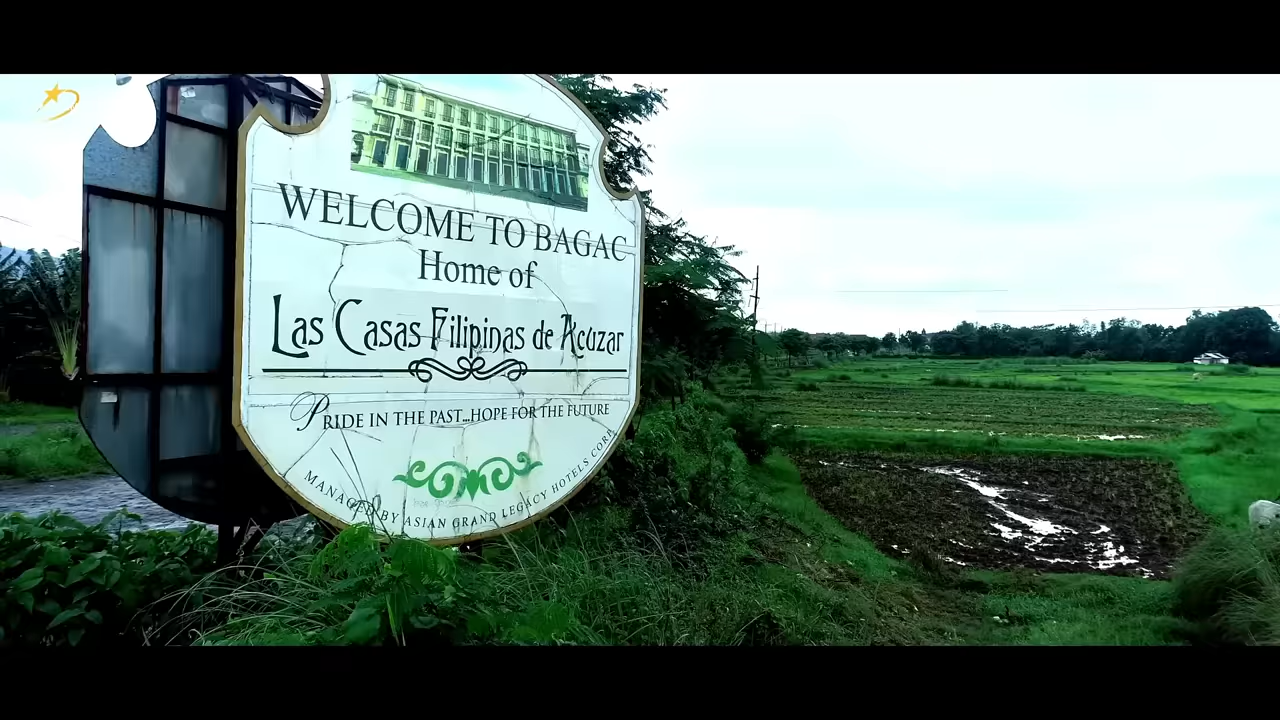 WELCOME TO BAGAC
Home of
Las Casas Filipinas de Acuzar
PRIDE IN THE PAST...HOPE FOR THE FUTURE
MANAGED BY ASIAN GRAND LEGACY HOTELS CORP.